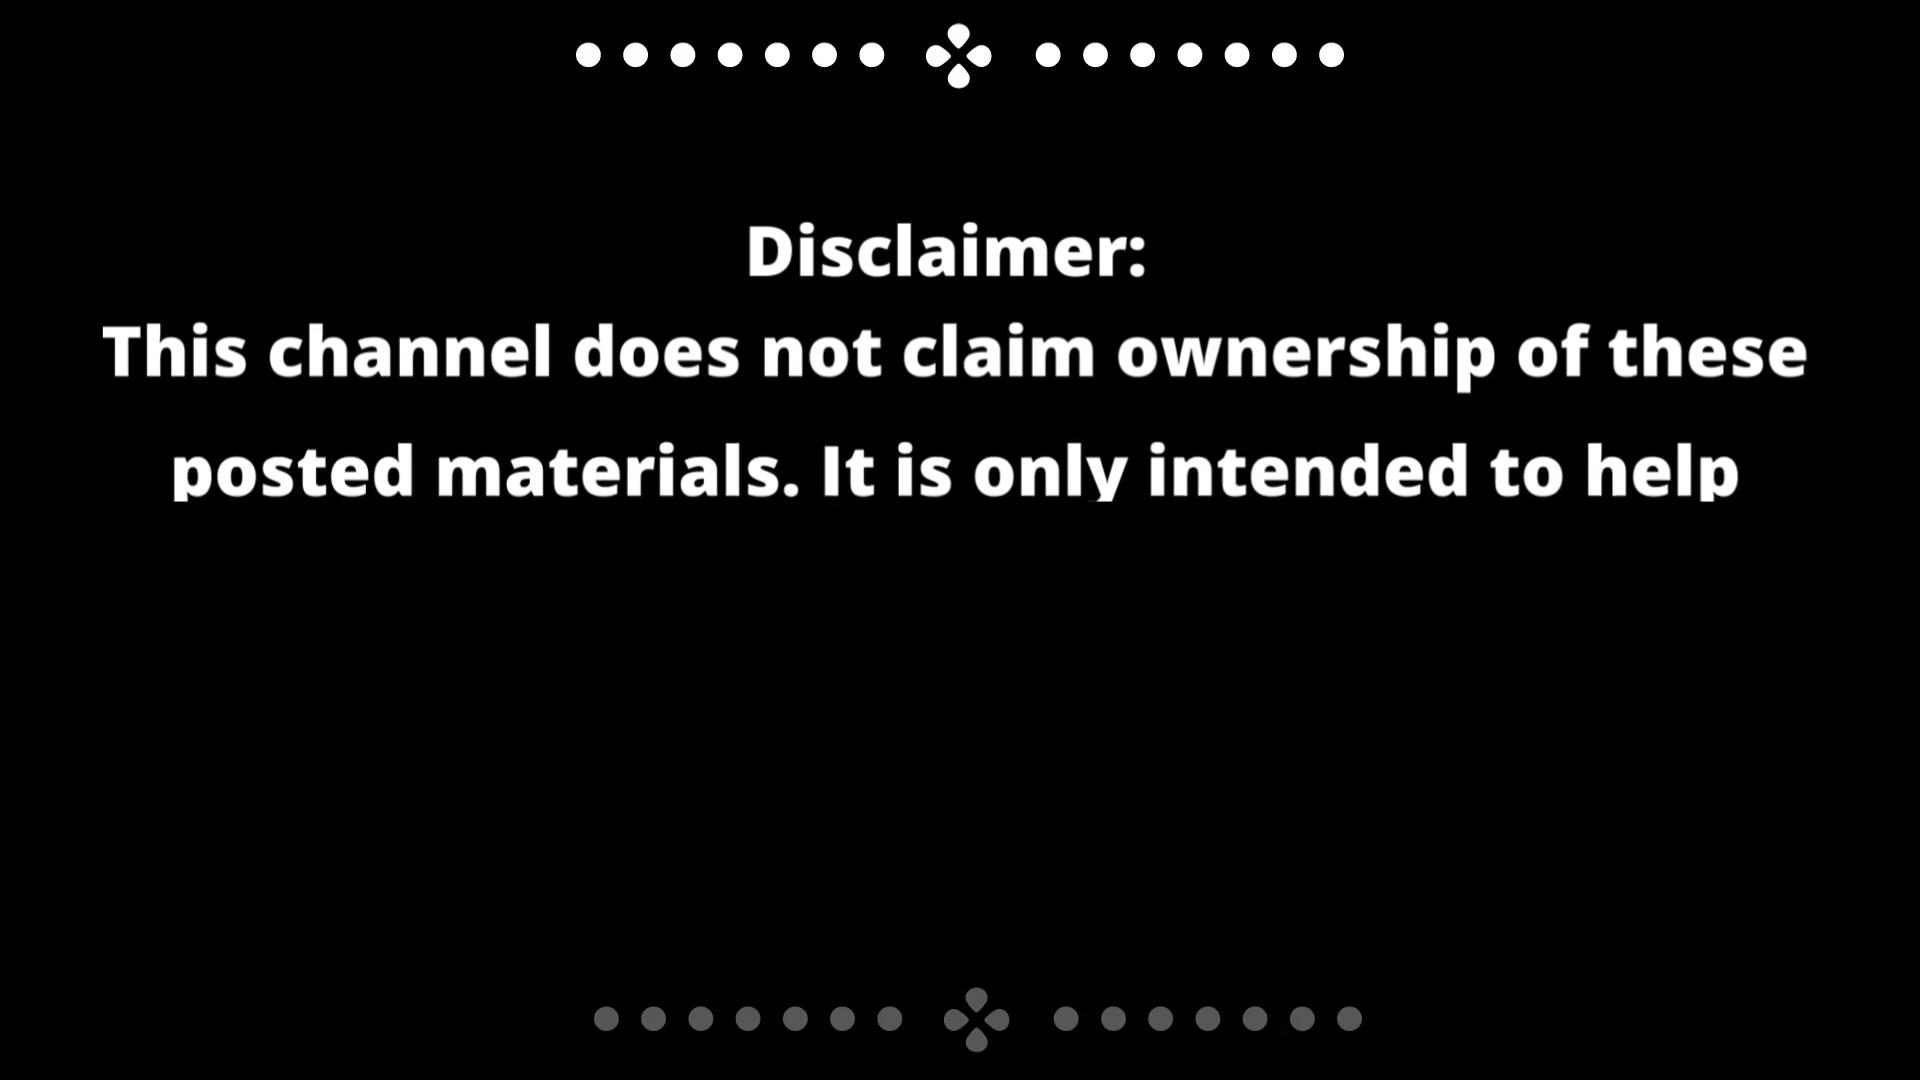 Disclaimer:
This channel does not claim ownership of these
posted materials. It is only intended to help